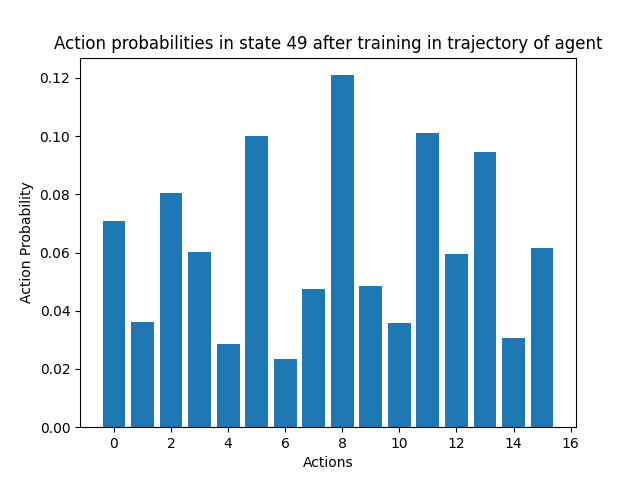 Action probabilities in state 49 after training in trajectory of agent
0.12
0.10
0.08
0.06
0.04
0.02
0.00
Action Probability
0 2 4 6 8 10 12 14 16
Actions